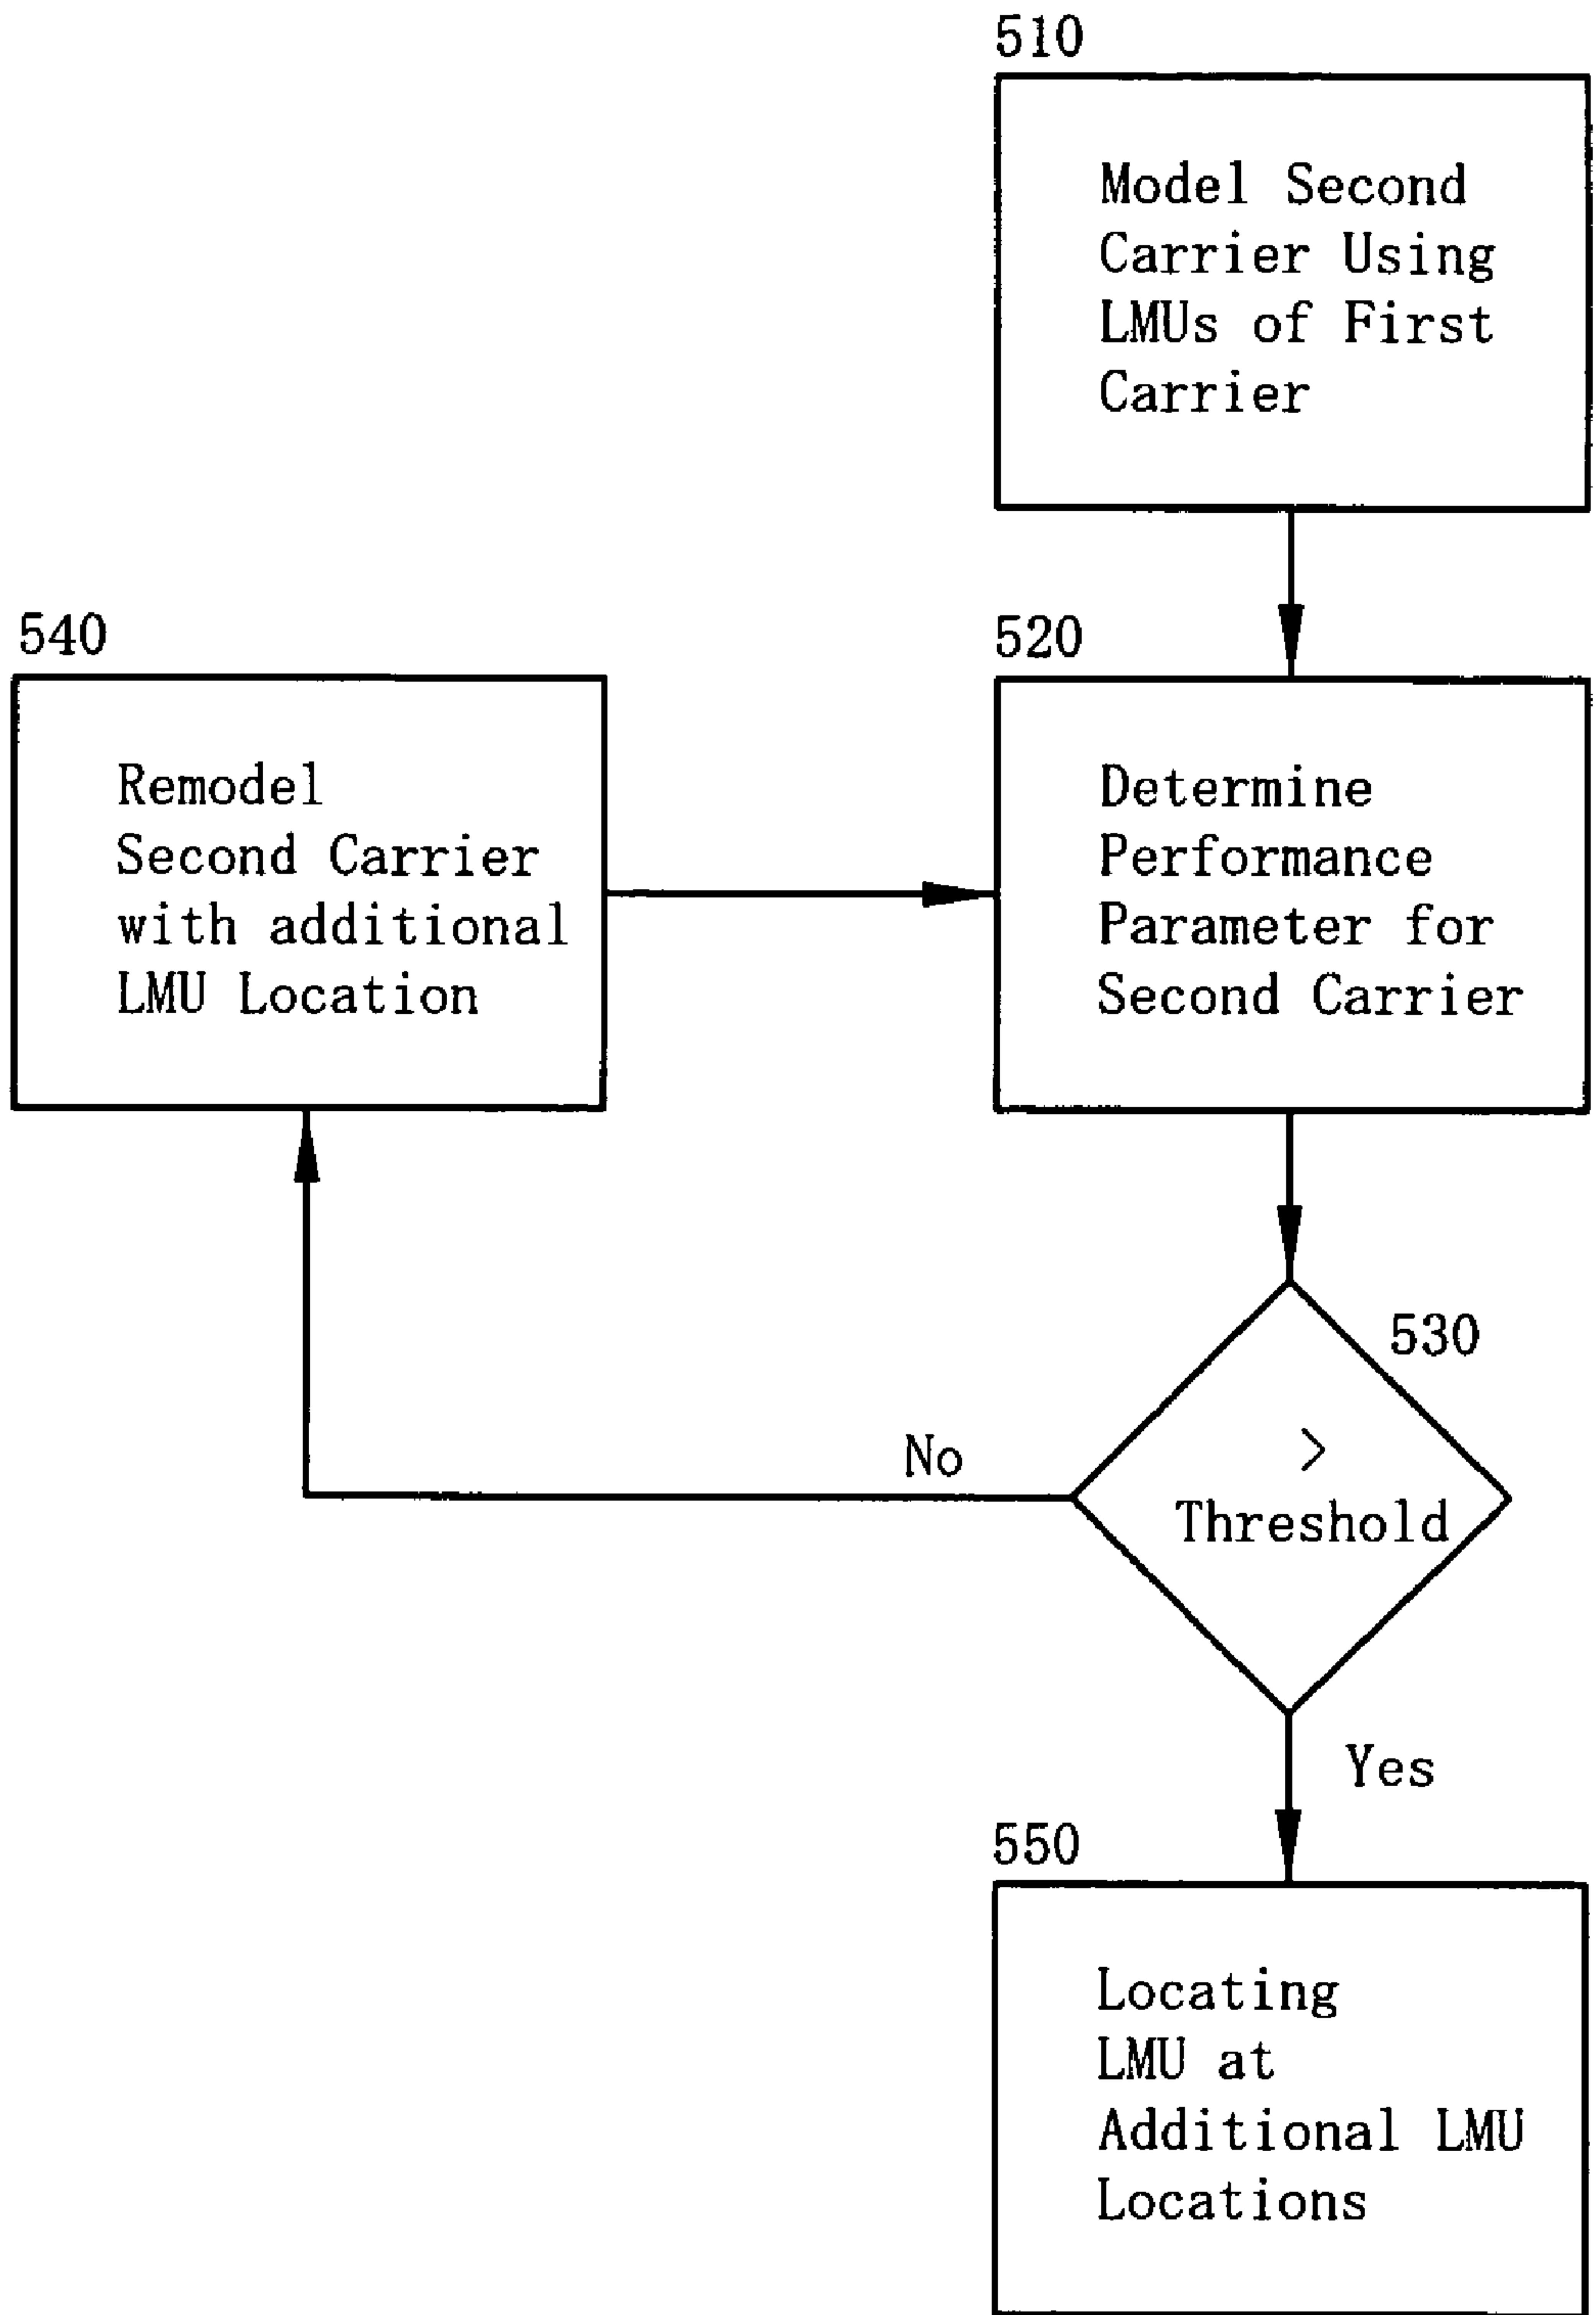 510
Model Second
Carrier Using
LMUs of First
Carrier
540
Remodel
Second Carrier
with additional
LMU Location
520
Determine
Performance
Parameter for
Second Carrier
530
>
Threshold
No
Yes
550
Locating
LMU at
Additional LMU
Locations